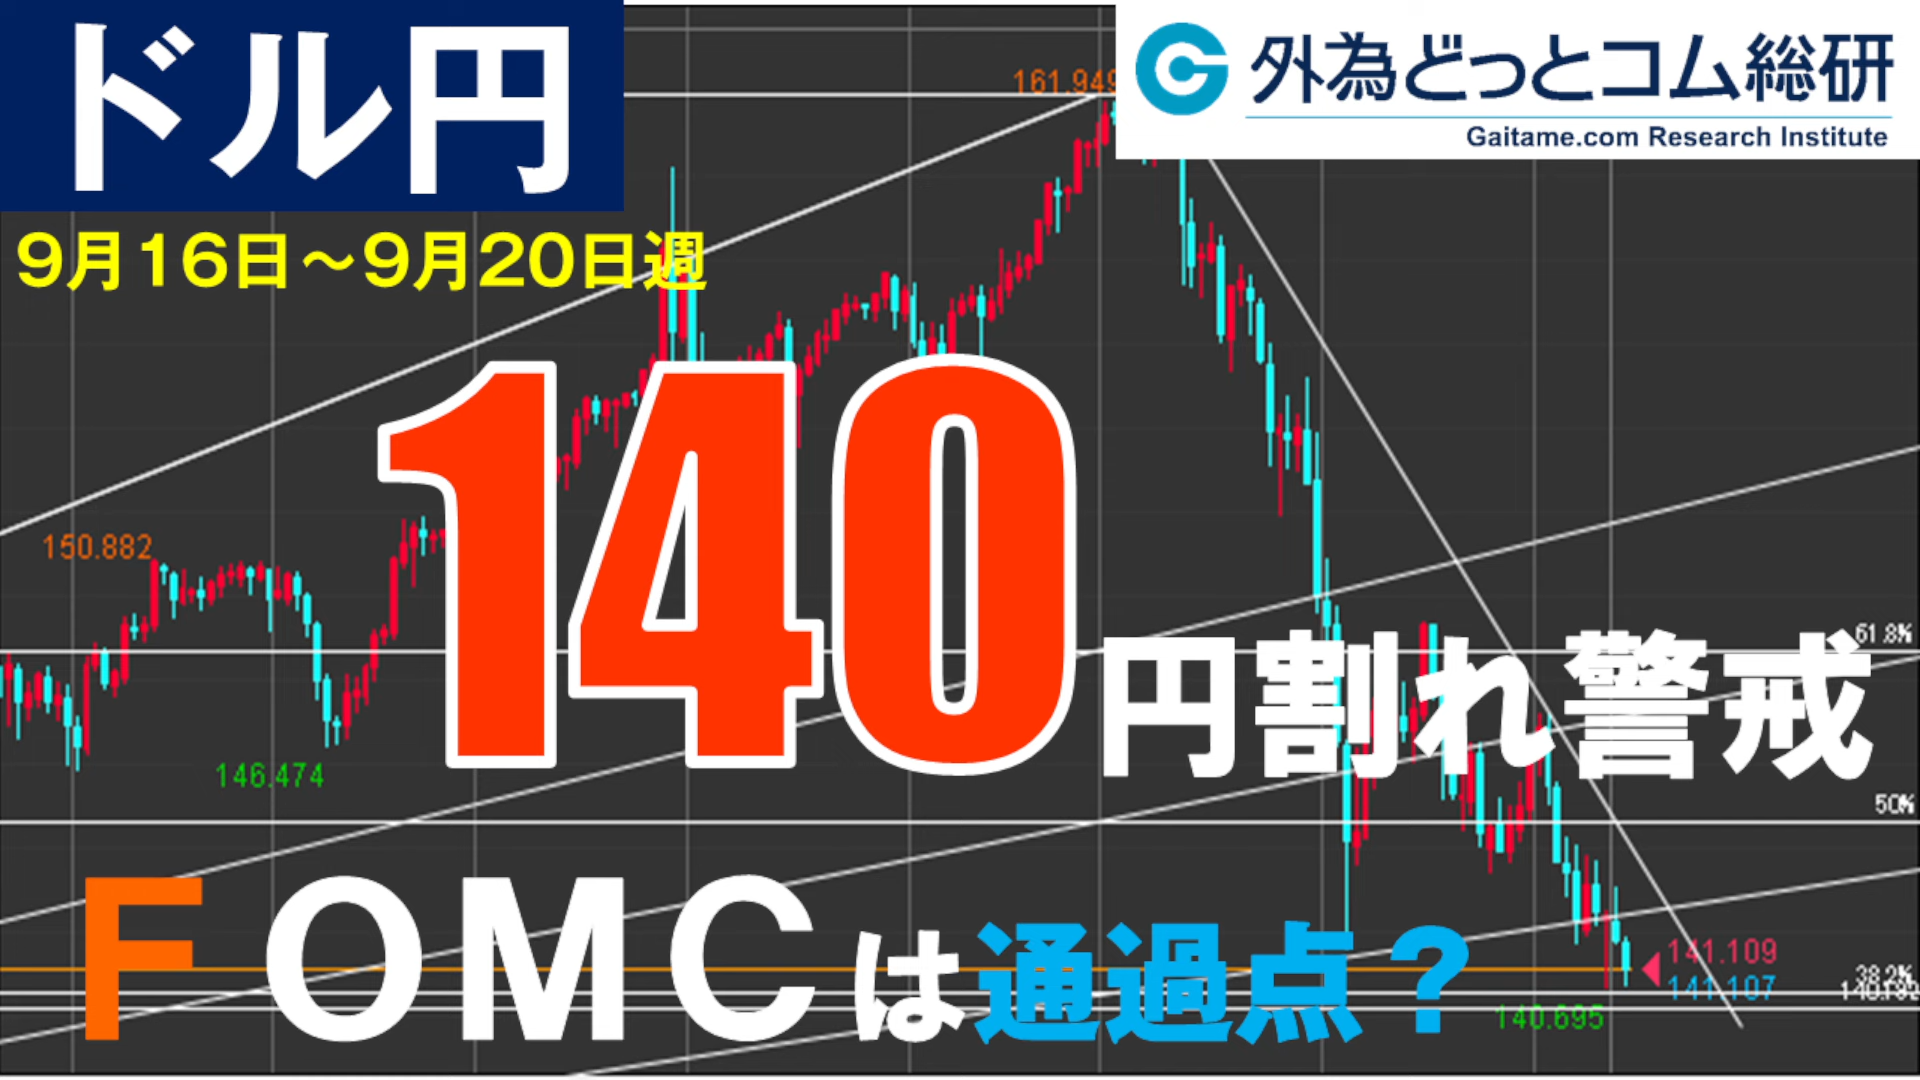 ドル円
外為どっとコム総研
Gaitame.com Research Institute
9月16日～9月20日週
161.949
150.882
146.474
140円割れ警戒
61.8%
50%
FOMCは通過点？
141.109
141.107
38.2%
140.695